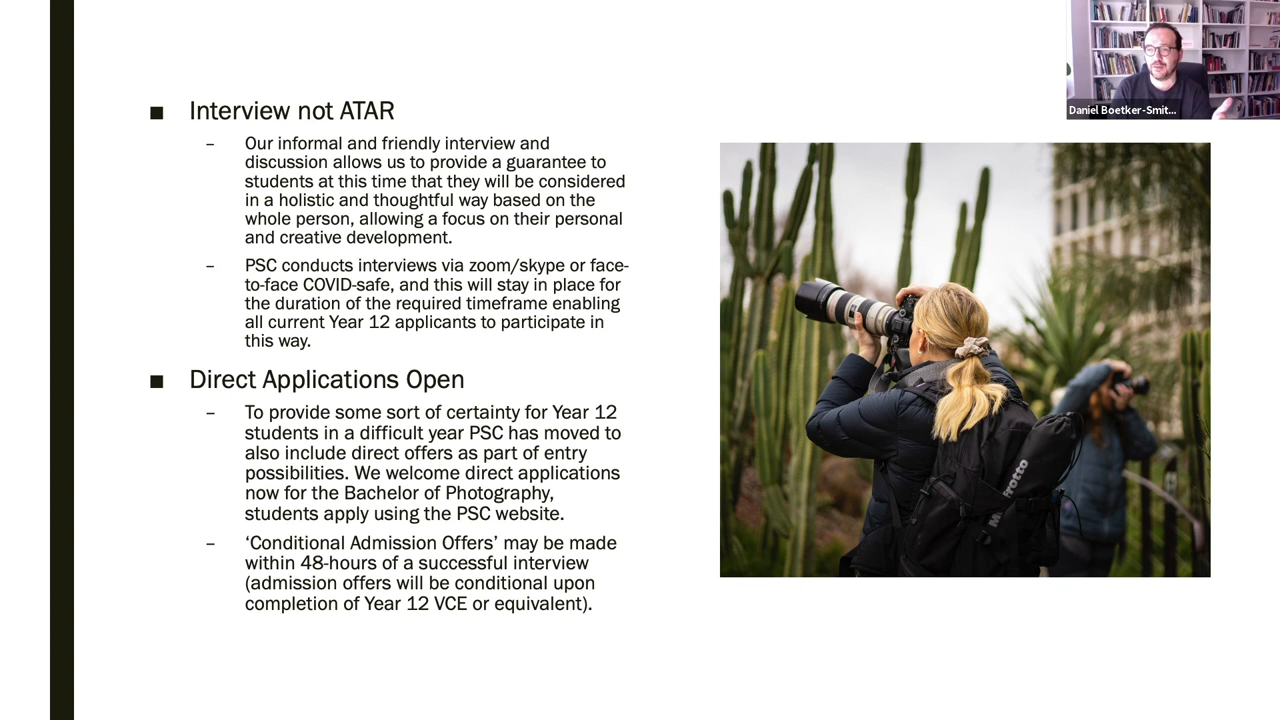 Daniel Boetker-Smit...
■ Interview not ATAR
– Our informal and friendly interview and
discussion allows us to provide a guarantee to
students at this time that they will be considered
in a holistic and thoughtful way based on the
whole person, allowing a focus on their personal
and creative development.
– PSC conducts interviews via zoom/skype or face-
to-face COVID-safe, and this will stay in place for
the duration of the required timeframe enabling
all current Year 12 applicants to participate in
this way.
■ Direct Applications Open
– To provide some sort of certainty for Year 12
students in a difficult year PSC has moved to
also include direct offers as part of entry
possibilities. We welcome direct applications
now for the Bachelor of Photography,
students apply using the PSC website.
– ‘Conditional Admission Offers’ may be made
within 48-hours of a successful interview
(admission offers will be conditional upon
completion of Year 12 VCE or equivalent).